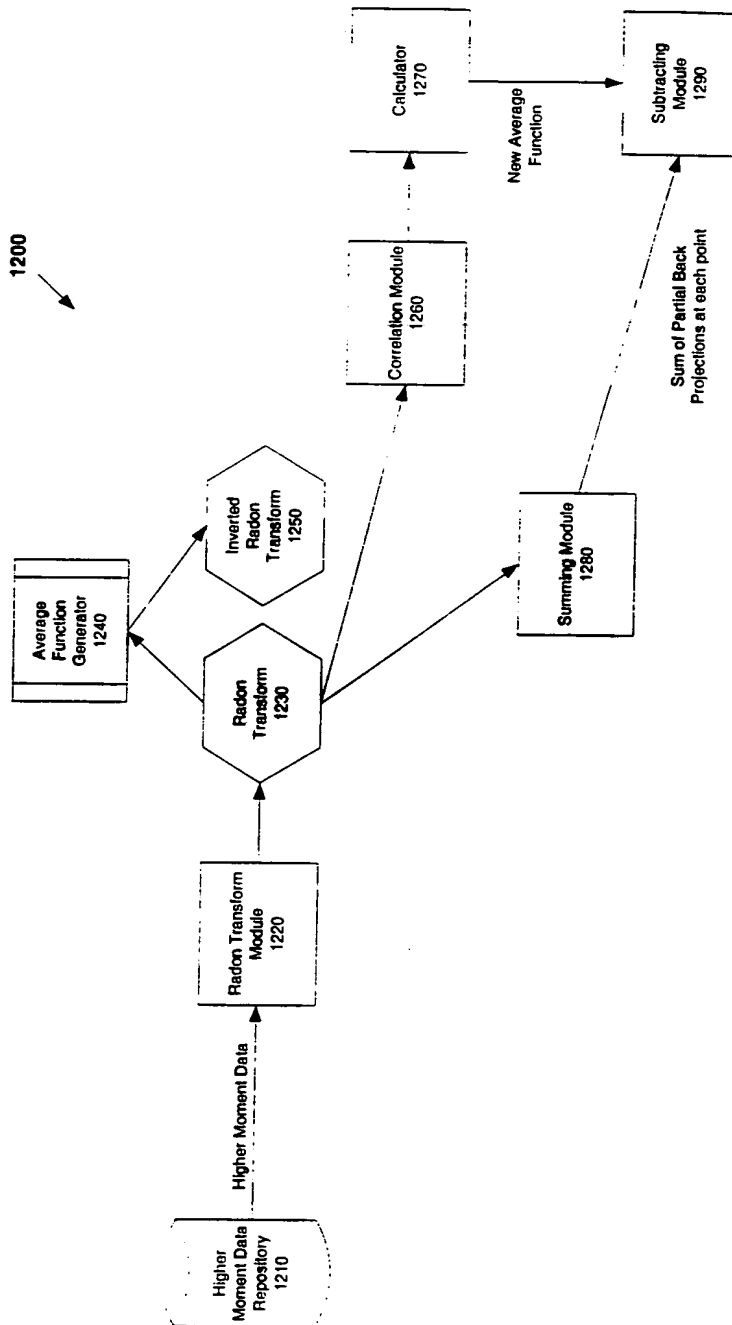 1200
Higher
Moment Data
Repository
1210
Higher Moment Data
Radon Transform
Module
1220
Radon
Transform
1230
Average
Function
Generator
1240
Inverted
Radon
Transform
1250
Correlation Module
1260
Calculator
1270
New Average
Function
Summing Module
1280
Sum of Partial Back
Projections at each point
Subtracting
Module
1290